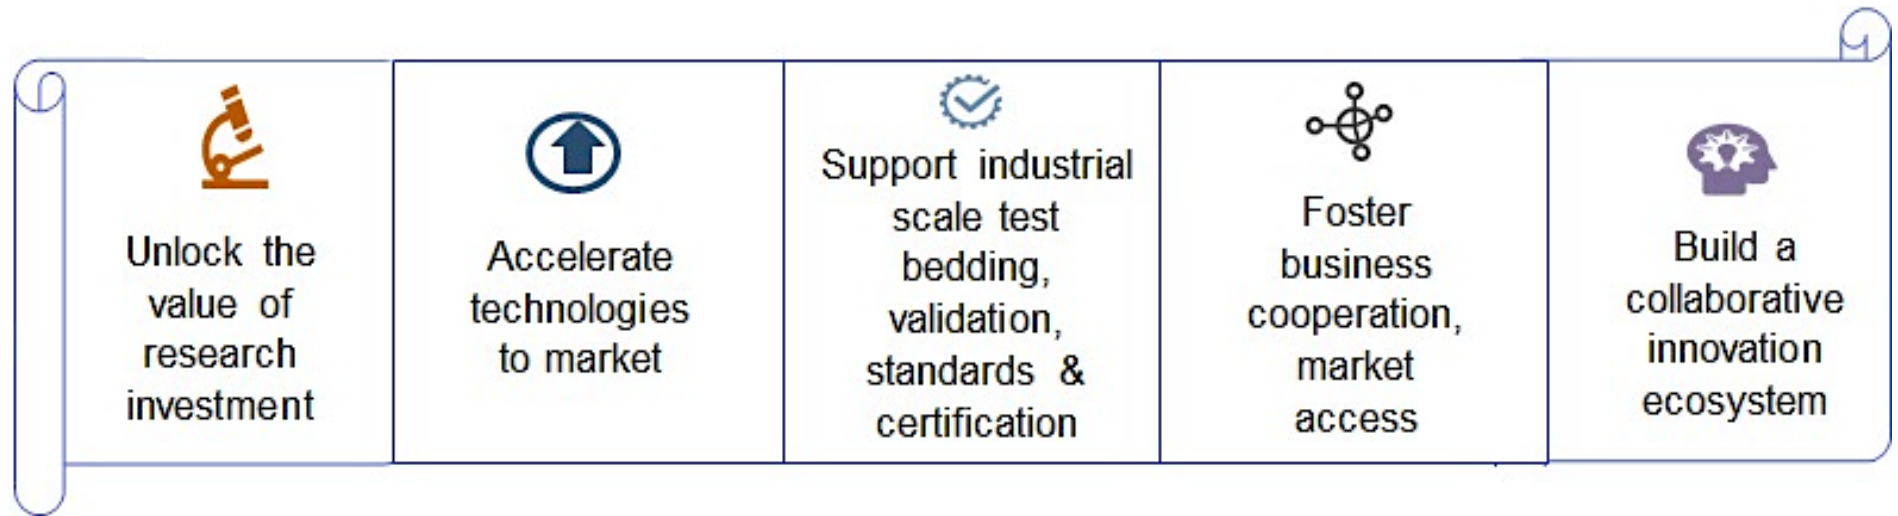 Unlock the
value of
research
investment
Accelerate
technologies
to market
Support industrial
scale test
bedding,
validation,
standards &
certification
Foster
business
cooperation,
market
access
Build a
collaborative
innovation
ecosystem